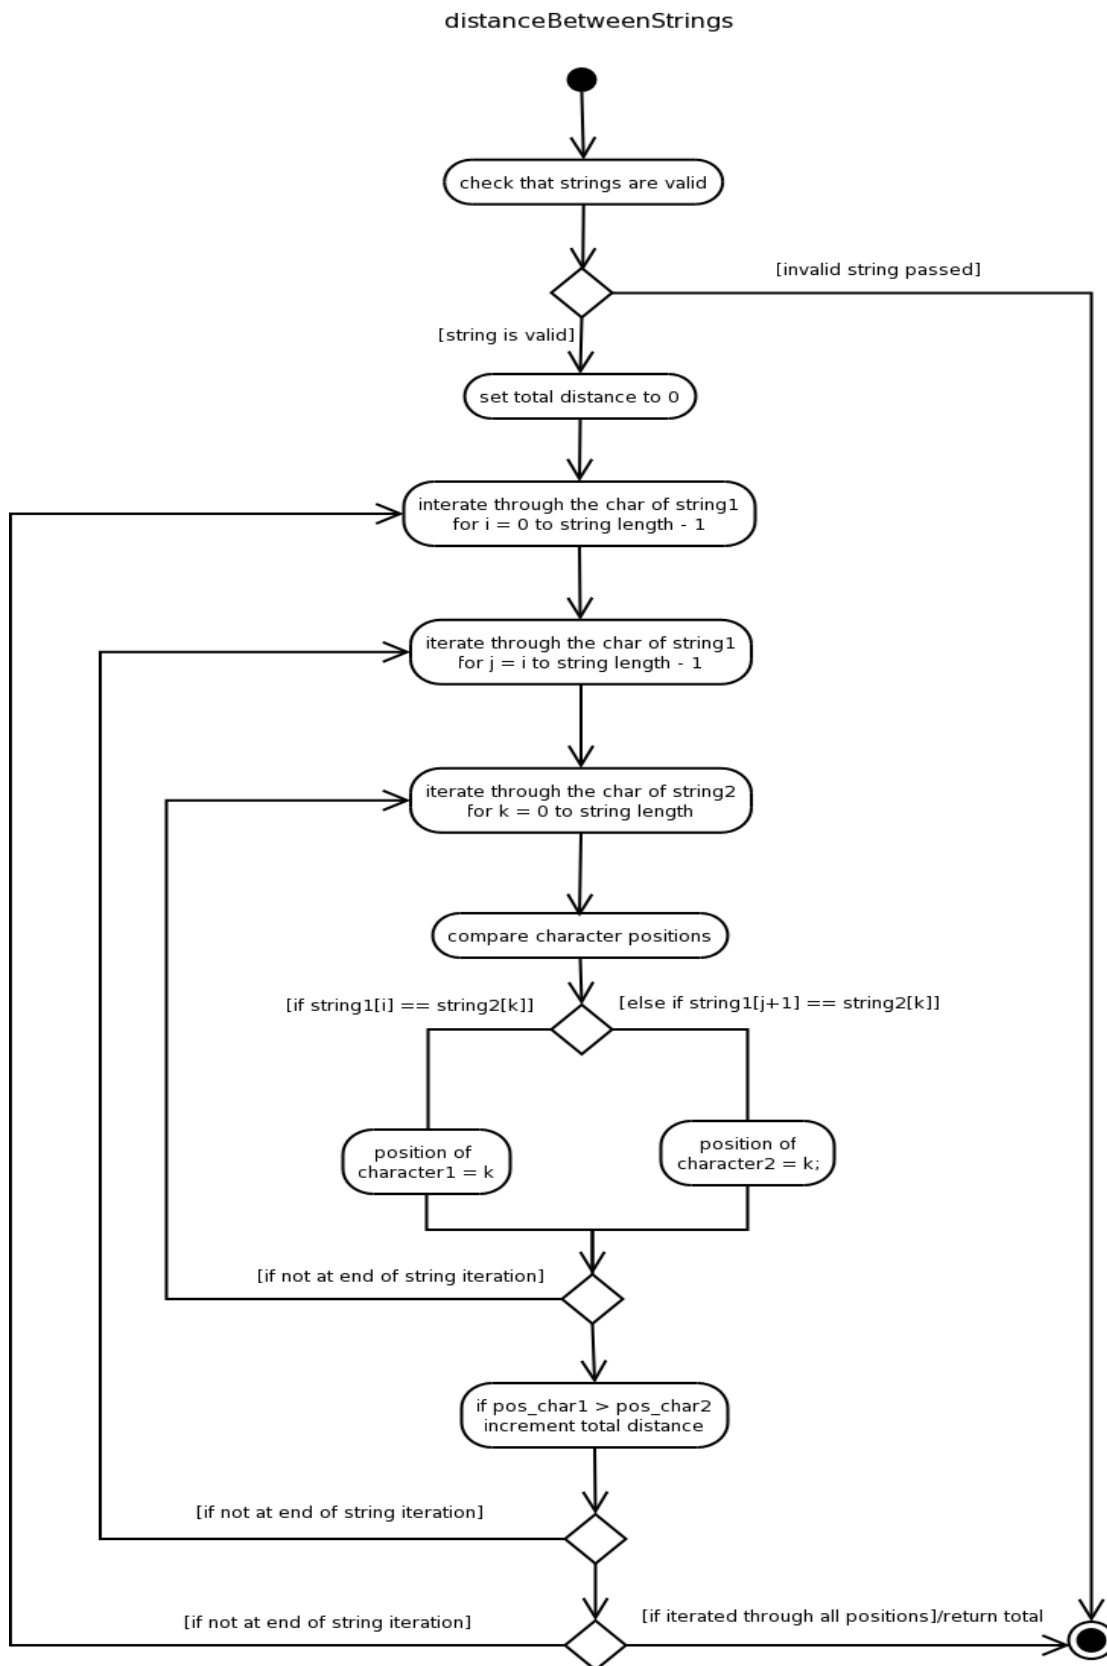 distanceBetweenStrings
check that strings are valid
[invalid string passed]
[string is valid]
set total distance to 0
interate through the char of string1
for i = 0 to string length - 1
iterate through the char of string1
for j = i to string length - 1
iterate through the char of string2
for k = 0 to string length
compare character positions
[if string1[i] == string2[k]]
[else if string1[j+1] == string2[k]]
position of
character1 = k
position of
character2 = k;
[if not at end of string iteration]
if pos_char1 > pos_char2
increment total distance
[if not at end of string iteration]
[if not at end of string iteration]
[if iterated through all positions]/return total